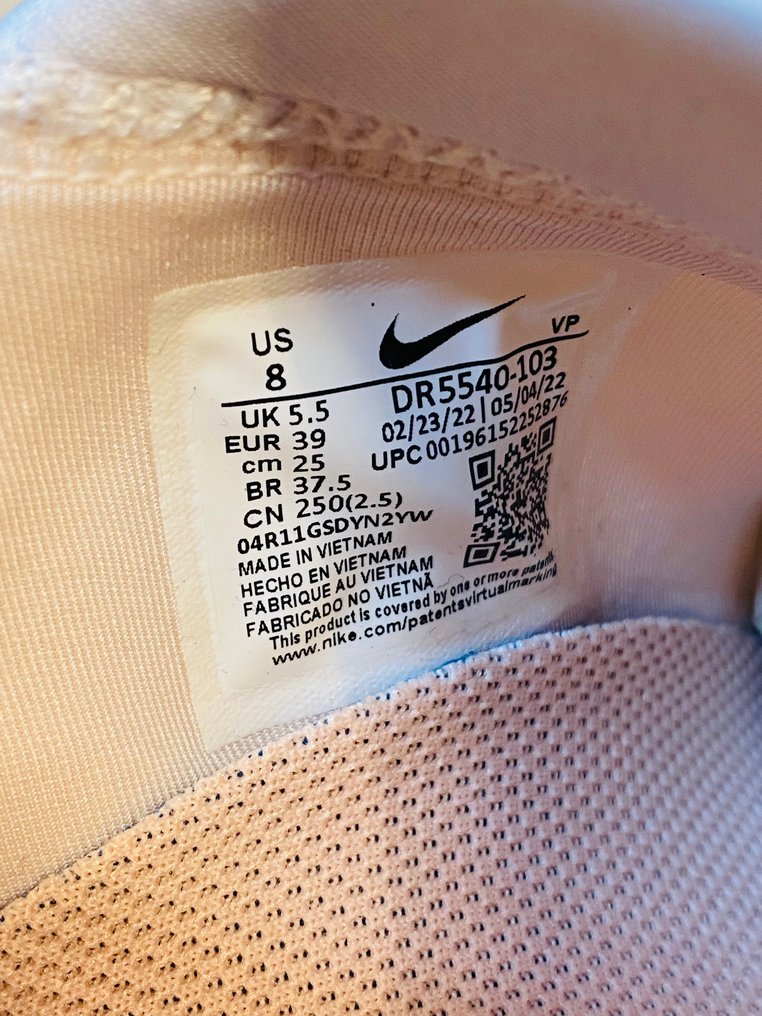 US
8
VP
UK 5.5
EUR 39
cm 25
BR 37.5
CN 250(2.5)
DR5540-103
02/23/22 | 05/04/22
UPC 00196152252876
04R11GSDYN2YW
MADE IN VIETNAM
HECHO EN VIETNAM
FABRIQUE AU VIETNAM
FABRICADO NO VIETNÃ
This product is covered by one or more
www.nike.com/patentsvirtualmarkin